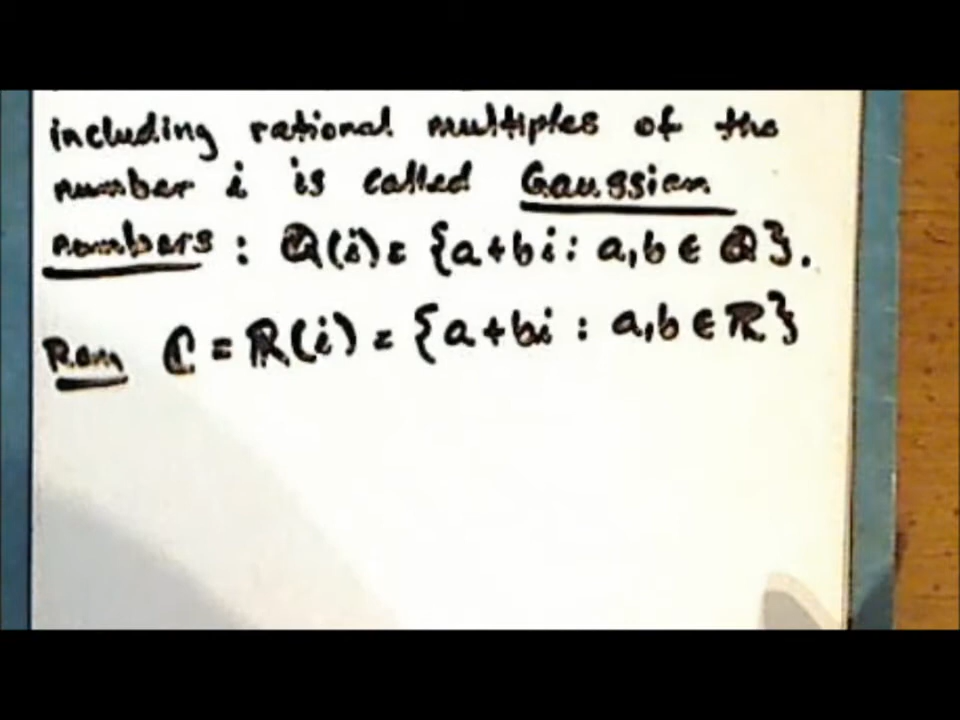 including rational multiples of the
number i is called Gaussian
numbers : ℚ(i) = {a+bi : a,b ∈ ℚ}.
Rem ℂ = ℝ(i) = {a+bi : a,b ∈ ℝ}